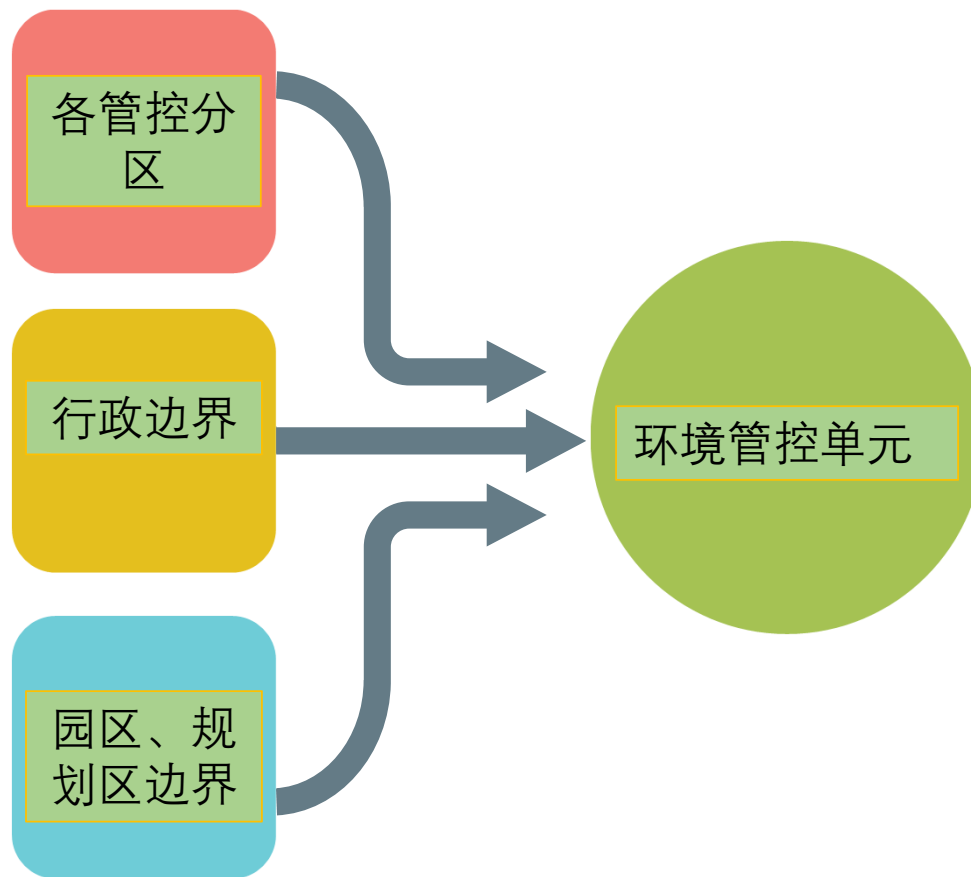 各管控分
区
行政边界
环境管控单元
园区、规
划区边界